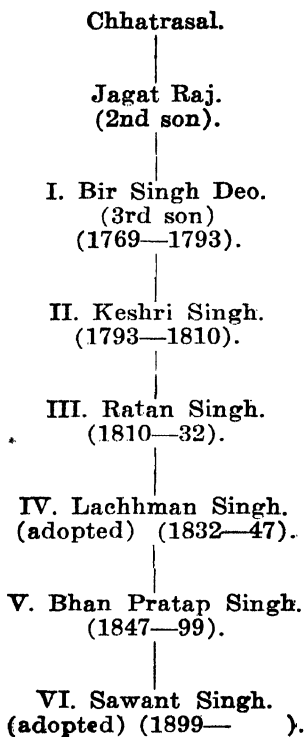 Chhatrasal.
Jagat Raj.
(2nd son).
I. Bir Singh Deo.
(3rd son)
(1769—1793).
II. Keshri Singh.
(1793—1810).
III. Ratan Singh.
(1810—32).
IV. Lachhman Singh.
(adopted) (1832—47).
V. Bhan Pratap Singh.
(1847—99).
VI. Sawant Singh.
(adopted) (1899— ).